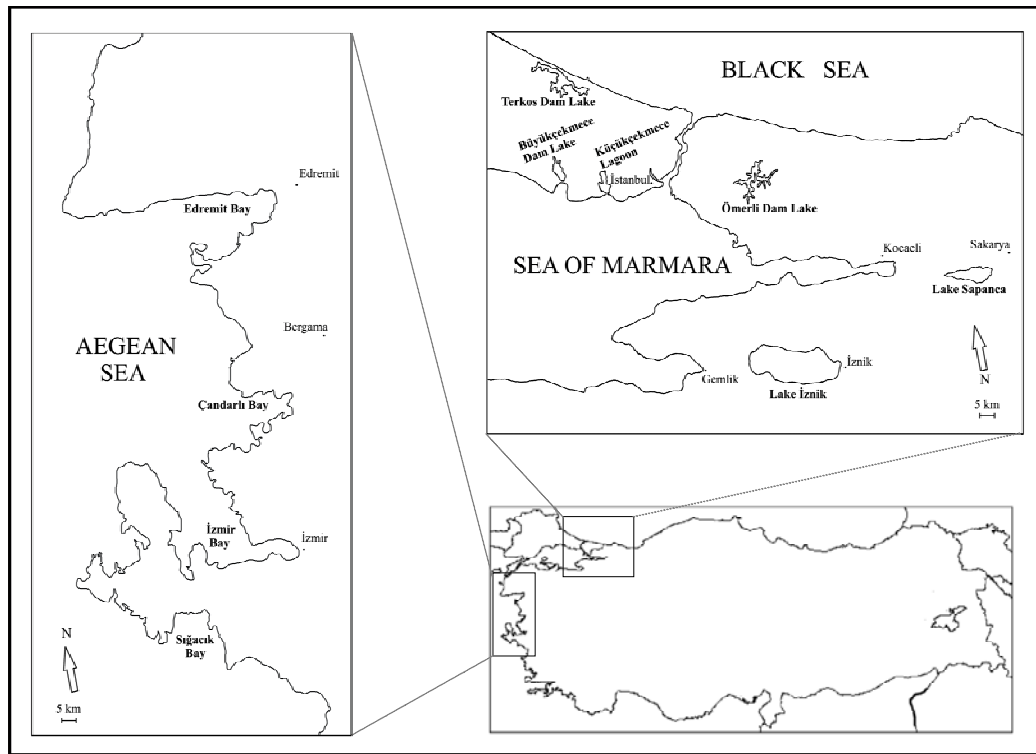 Edremit
Edremit Bay
Bergama
AEGEAN
SEA
Çandarlı Bay
İzmir
Bay
İzmir
Sığacık
Bay
N
5 km
BLACK SEA
Terkos Dam Lake
Büyükçekmece
Dam Lake
Küçükçekmece
Lagoon
İstanbul
Ömerli Dam Lake
Kocaeli
Sakarya
SEA OF MARMARA
Lake Sapanca
Gemlik
İznik
Lake İznik
N
5 km